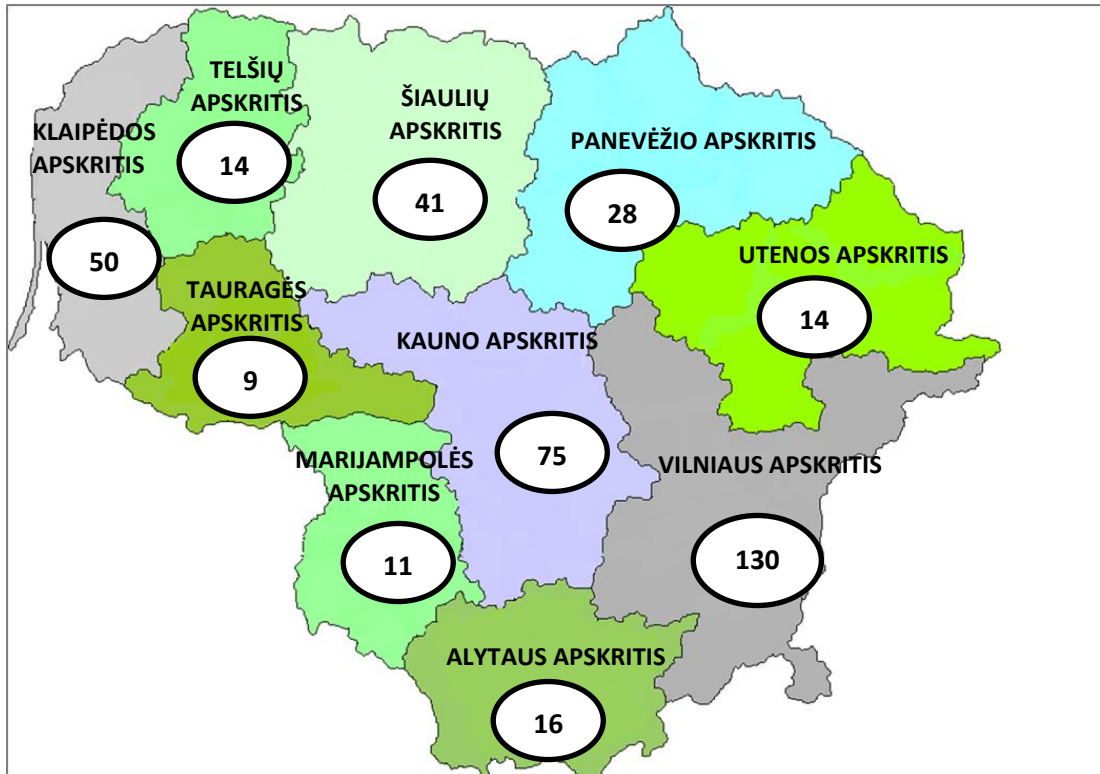 TELŠIŲ
APSKRITIS
14
ŠIAULIŲ
APSKRITIS
41
KLAIPĖDOS
APSKRITIS
50
PANEVĖŽIO APSKRITIS
28
UTENOS APSKRITIS
14
TAURAGĖS
APSKRITIS
9
KAUNO APSKRITIS
75
MARIJAMPOLĖS
APSKRITIS
11
VILNIAUS APSKRITIS
130
ALYTAUS APSKRITIS
16